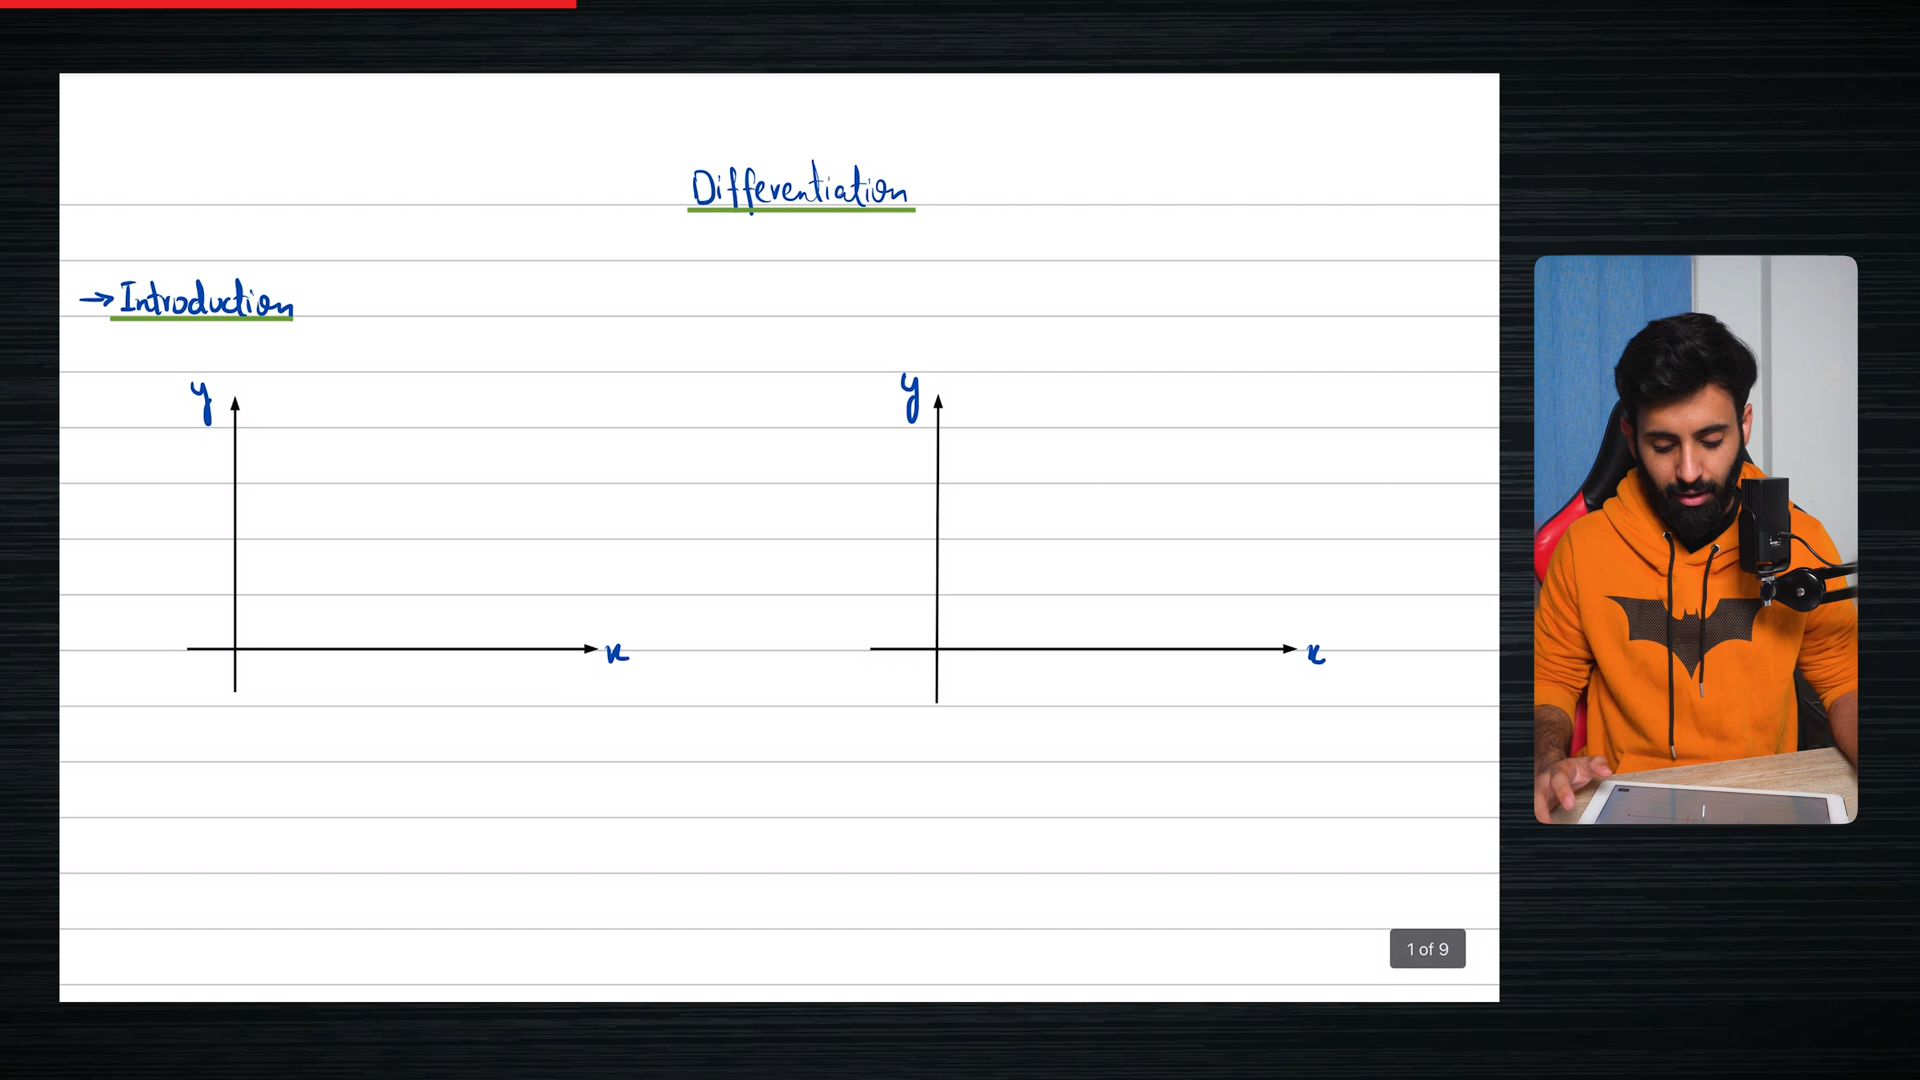 Differentiation
→ Introduction
y
y
x
x
1 of 9